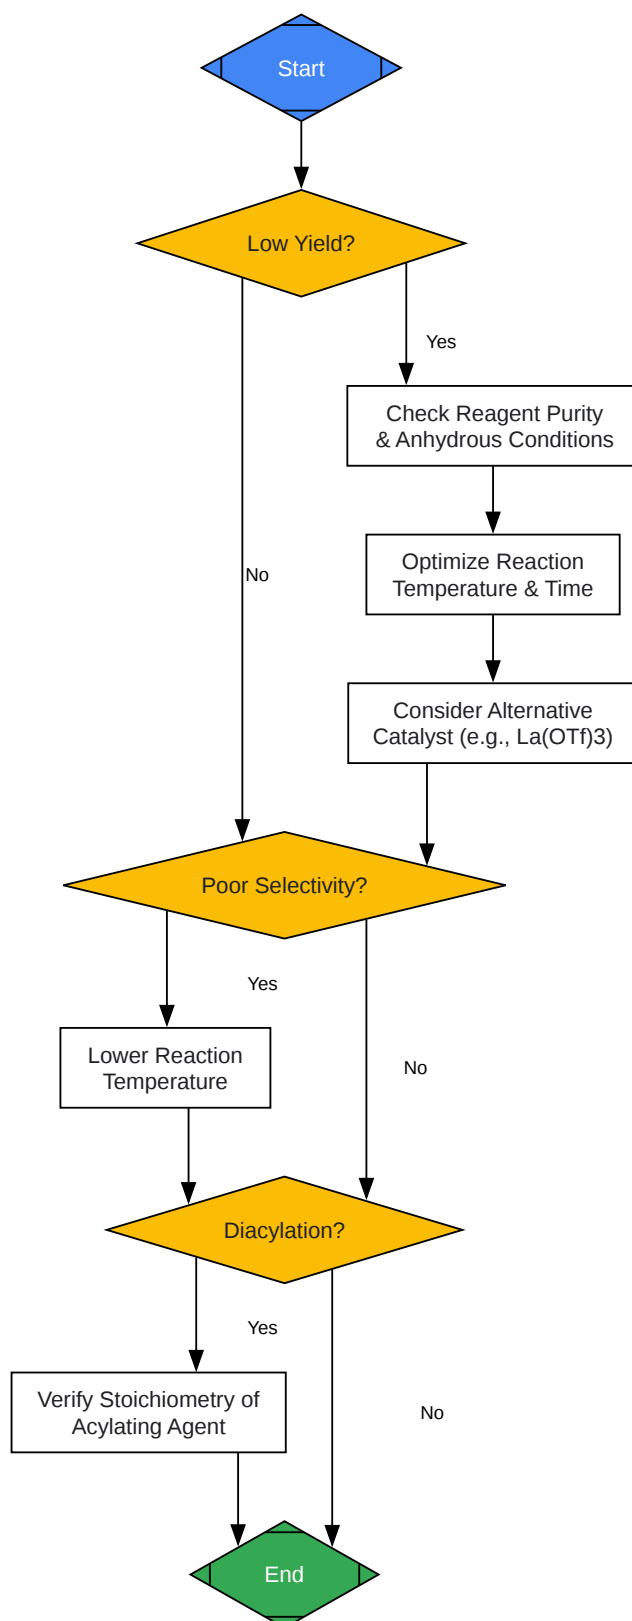 Start
Low Yield?
Yes
Check Reagent Purity
& Anhydrous Conditions
Optimize Reaction
Temperature & Time
No
Consider Alternative
Catalyst (e.g., La(OTf)3)
Poor Selectivity?
Yes
Lower Reaction
Temperature
No
Diacylation?
Yes
Verify Stoichiometry of
Acylating Agent
No
End